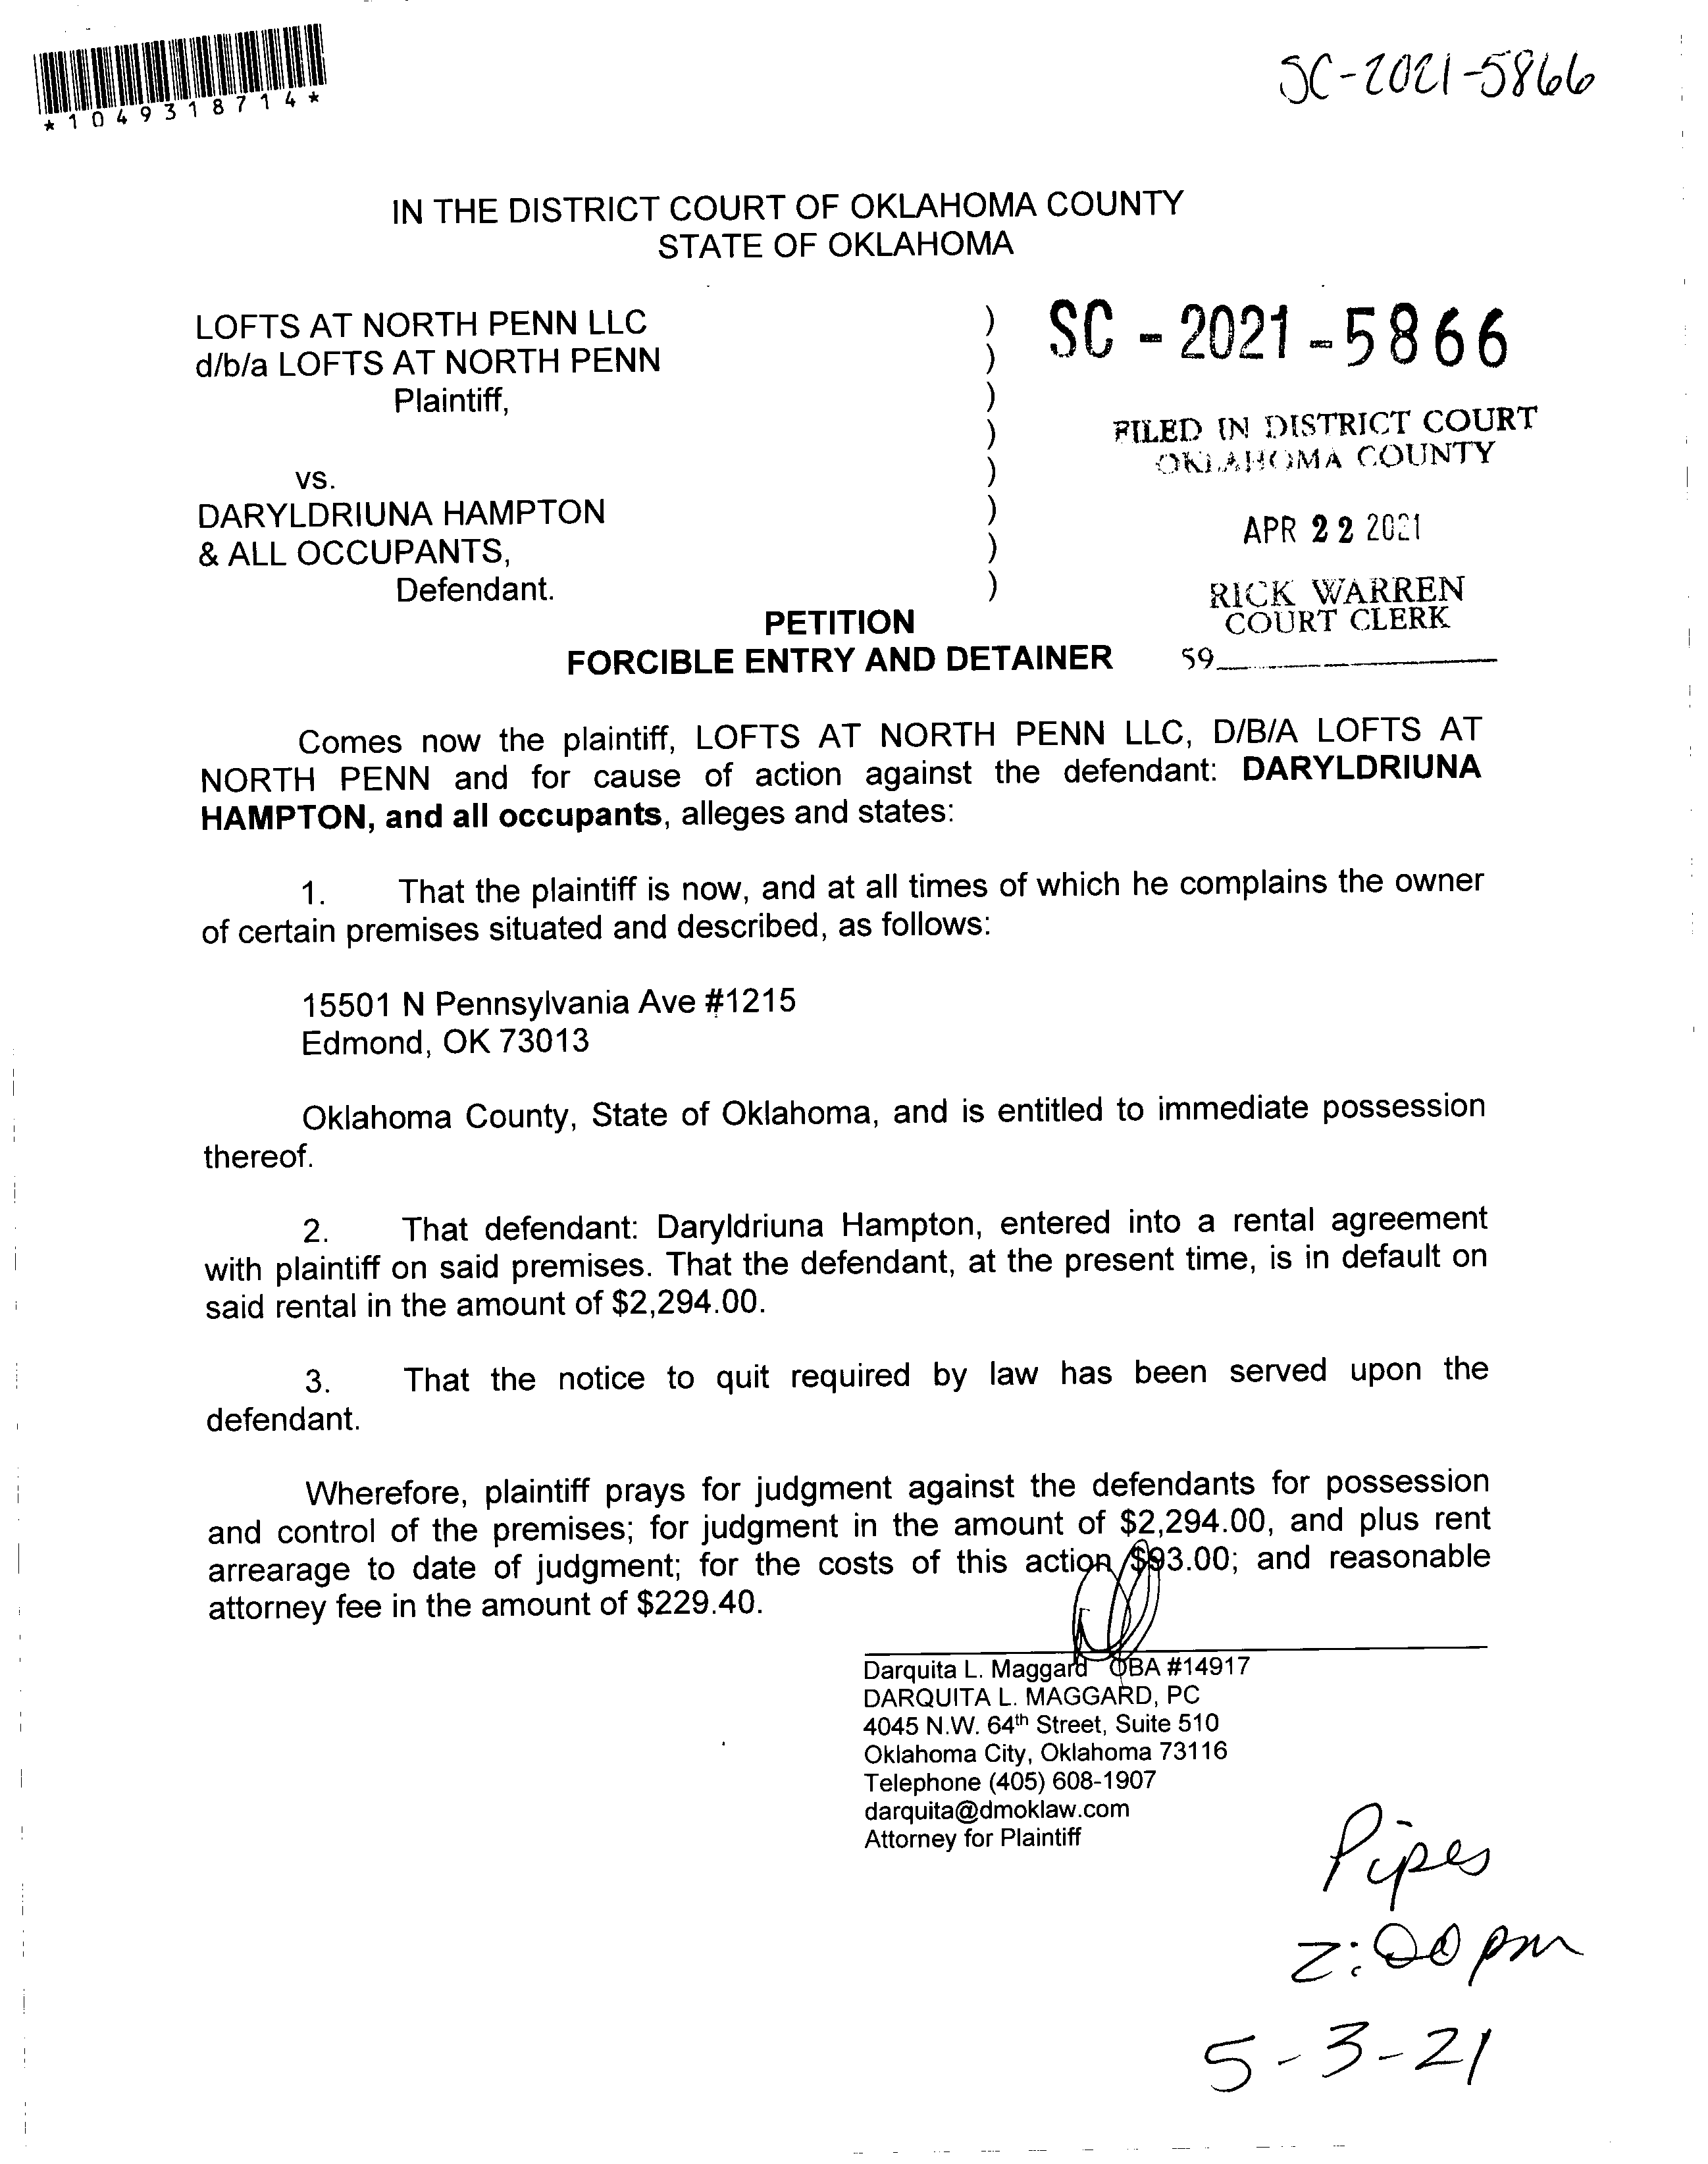 *1049318714*
SC-2021-5866
IN THE DISTRICT COURT OF OKLAHOMA COUNTY
STATE OF OKLAHOMA
LOFTS AT NORTH PENN LLC )
d/b/a LOFTS AT NORTH PENN )
Plaintiff, )
)
vs. )
DARYLDRIUNA HAMPTON )
& ALL OCCUPANTS, )
Defendant. )
SC-2021-5866
FILED IN DISTRICT COURT
OKLAHOMA COUNTY
APR 22 2021
RICK WARREN
COURT CLERK
59
PETITION
FORCIBLE ENTRY AND DETAINER
Comes now the plaintiff, LOFTS AT NORTH PENN LLC, D/B/A LOFTS AT
NORTH PENN and for cause of action against the defendant: DARYLDRIUNA
HAMPTON, and all occupants, alleges and states:
1. That the plaintiff is now, and at all times of which he complains the owner
of certain premises situated and described, as follows:
15501 N Pennsylvania Ave #1215
Edmond, OK 73013
Oklahoma County, State of Oklahoma, and is entitled to immediate possession
thereof.
2. That defendant: Daryldriuna Hampton, entered into a rental agreement
with plaintiff on said premises. That the defendant, at the present time, is in default on
said rental in the amount of $2,294.00.
3. That the notice to quit required by law has been served upon the
defendant.
Wherefore, plaintiff prays for judgment against the defendants for possession
and control of the premises; for judgment in the amount of $2,294.00, and plus rent
arrearage to date of judgment; for the costs of this action $93.00; and reasonable
attorney fee in the amount of $229.40.
Darquita L. Maggard OBA #14917
DARQUITA L. MAGGARD, PC
4045 N.W. 64th Street, Suite 510
Oklahoma City, Oklahoma 73116
Telephone (405) 608-1907
darquita@dmoklaw.com
Attorney for Plaintiff
Pipes
2:00 pm
5-3-21